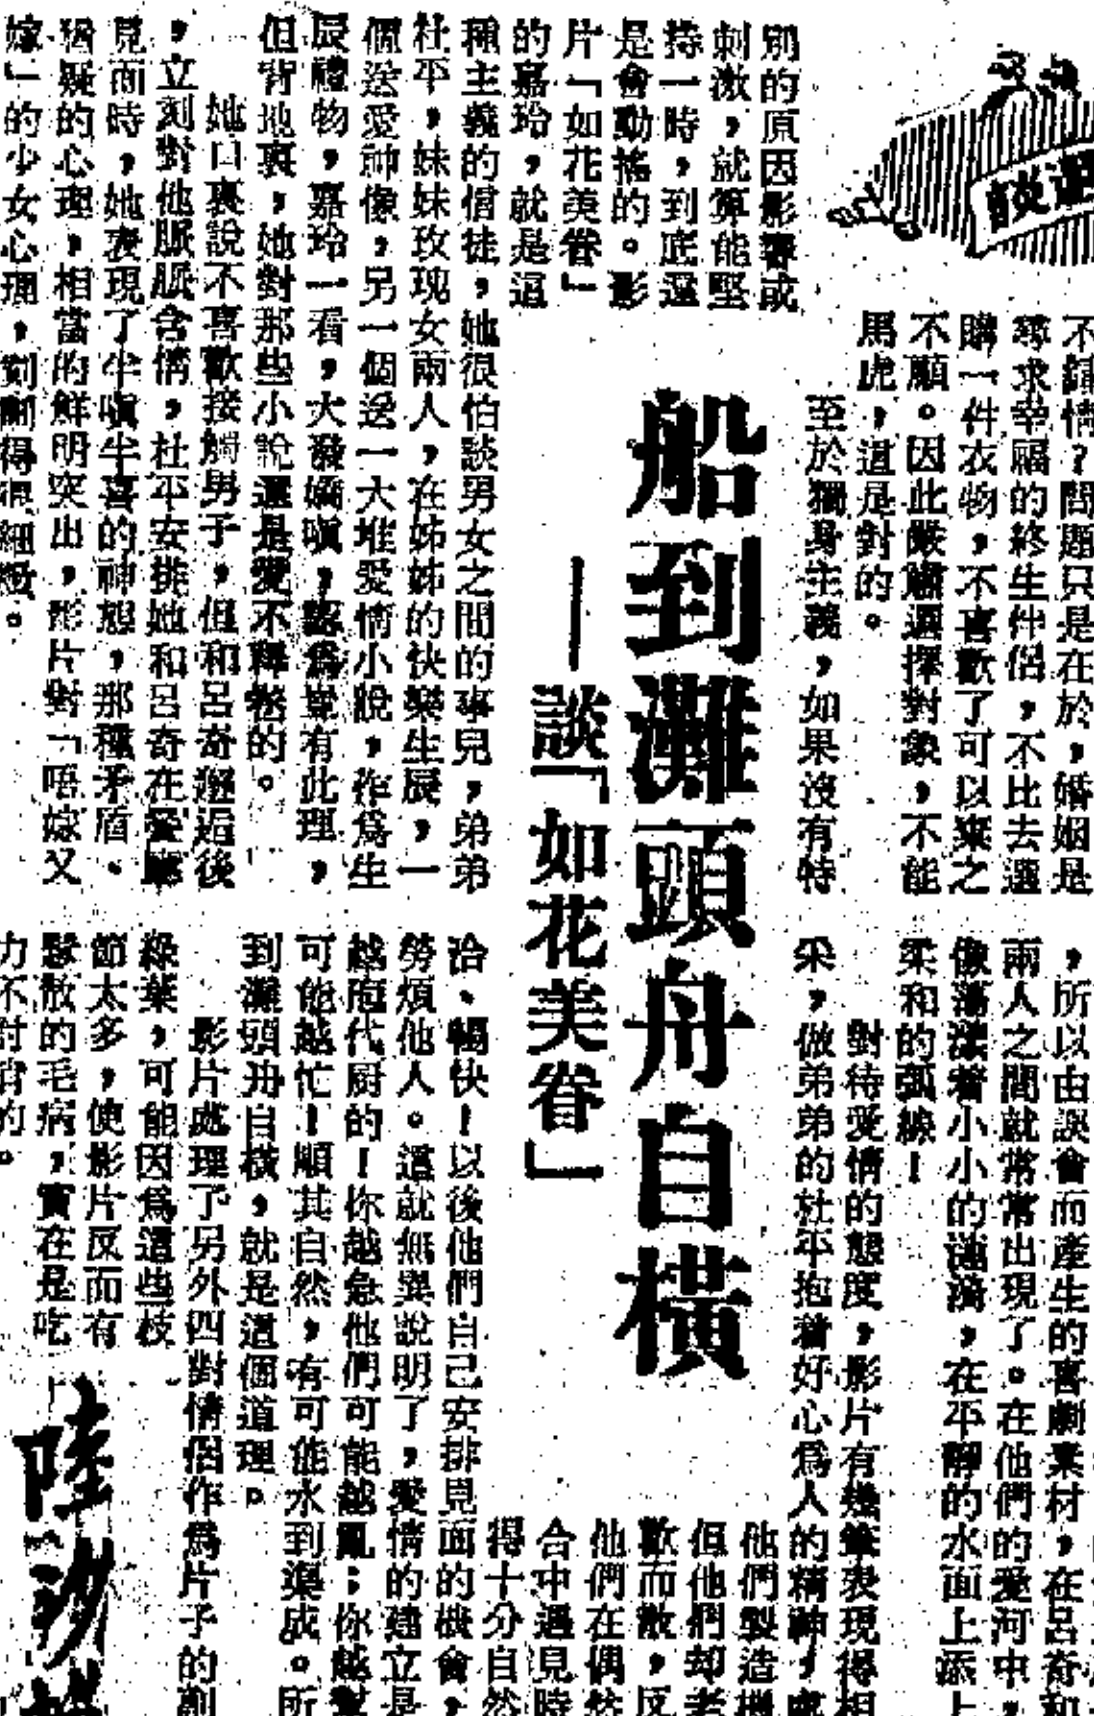 談
不鍾情?問題只是在於,婚姻是
尋求幸福的終生伴侶,不比去選
購一件衣物,不喜歡了可以棄之
不願。因此嚴肅選擇對象,不能
馬虎,這是對的。
至於獨身主義,如果沒有特
別的原因影響或
刺激,就算能堅
持一時,到底還
是會動搖的。影
片「如花美眷」
的嘉玲,就是這
種主義的信徒,她很怕談男女之間的事兒,弟弟
杜平,妹妹玫瑰女兩人,在姊姊的快樂生辰,一
個送愛神像,另一個送一大堆愛情小說,作爲生
辰禮物,嘉玲一看,大發嬌嗔,認爲豈有此理,
但背地裏,她對那些小說還是愛不釋卷的。
她口裏說不喜歡接觸男子,但和呂奇邂逅後
,立刻對他脈脈含情,杜平安排她和呂奇在餐廳
見面時,她表現了半嗔半喜的神態,那種矛盾、
猶疑的心理,相當的鮮明突出,影片對「唔嫁又
嫁」的少女心理,刻劃得很細緻。
船到灘頭舟自橫
——談「如花美眷」
,所以由誤會而產生的喜劇素材,在呂奇和
兩人之間就常常出現了。在他們的愛河中,
像蕩漾着小小的漣漪,在平靜的水面上添上
柔和的弧線!
對待愛情的態度,影片有幾筆表現得相
采,做弟弟的杜平抱着好心爲人的精神,處
他們製造機
但他們却老
歡而散,反
他們在偶然
合中遇見時
得十分自然
洽、暢快!以後他們自己安排見面的機會,
勞煩他人。這就無異說明了,愛情的建立是
越庖代厨的!你越急他們可能越亂;你越幫
可能越忙!順其自然,有可能水到渠成。所
到灘頭舟自橫,就是這個道理。
影片處理了另外四對情侶作爲片子的副
綠葉,可能因爲這些枝
節太多,使影片反而有
鬆散的毛病,實在是吃
力不討好的。
陸沙